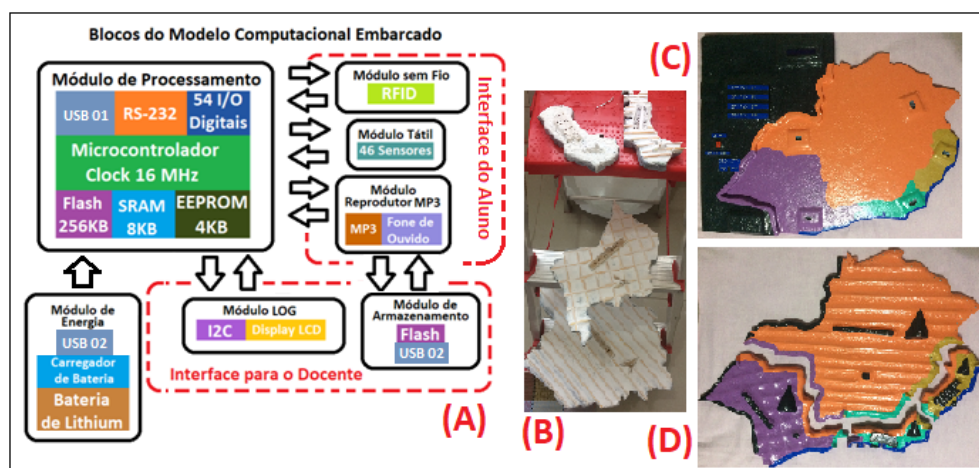 Blocos do Modelo Computacional Embarcado
Módulo de Processamento
USB 01
RS-232
54 I/O
Digitais
Microcontrolador
Clock 16 MHz
Flash
256KB
SRAM
8KB
EEPROM
4KB
Módulo sem Fio
RFID
Módulo Tátil
46 Sensores
Módulo
Reprodutor MP3
MP3
Fone de
Ouvido
Interface do Aluno
Módulo de
Energia
USB 02
Carregador
de Bateria
Bateria
de Lithium
Módulo LOG
I2C
Display LCD
Módulo de
Armazenamento
Flash
USB 02
Interface para o Docente
(A)
(B)
(C)
(D)